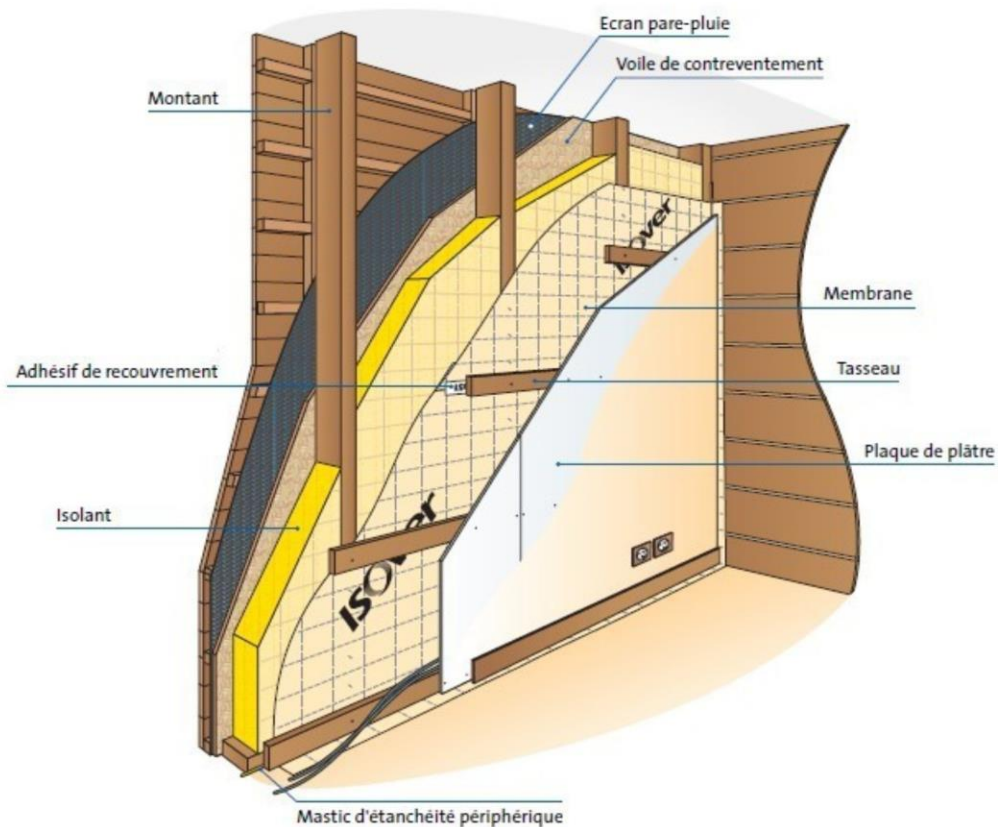 Ecran pare-pluie
Voile de contreventement
Montant
isover
Membrane
Adhésif de recouvrement
Tasseau
Plaque de plâtre
Isolant
isover
Mastic d'étanchéité périphérique